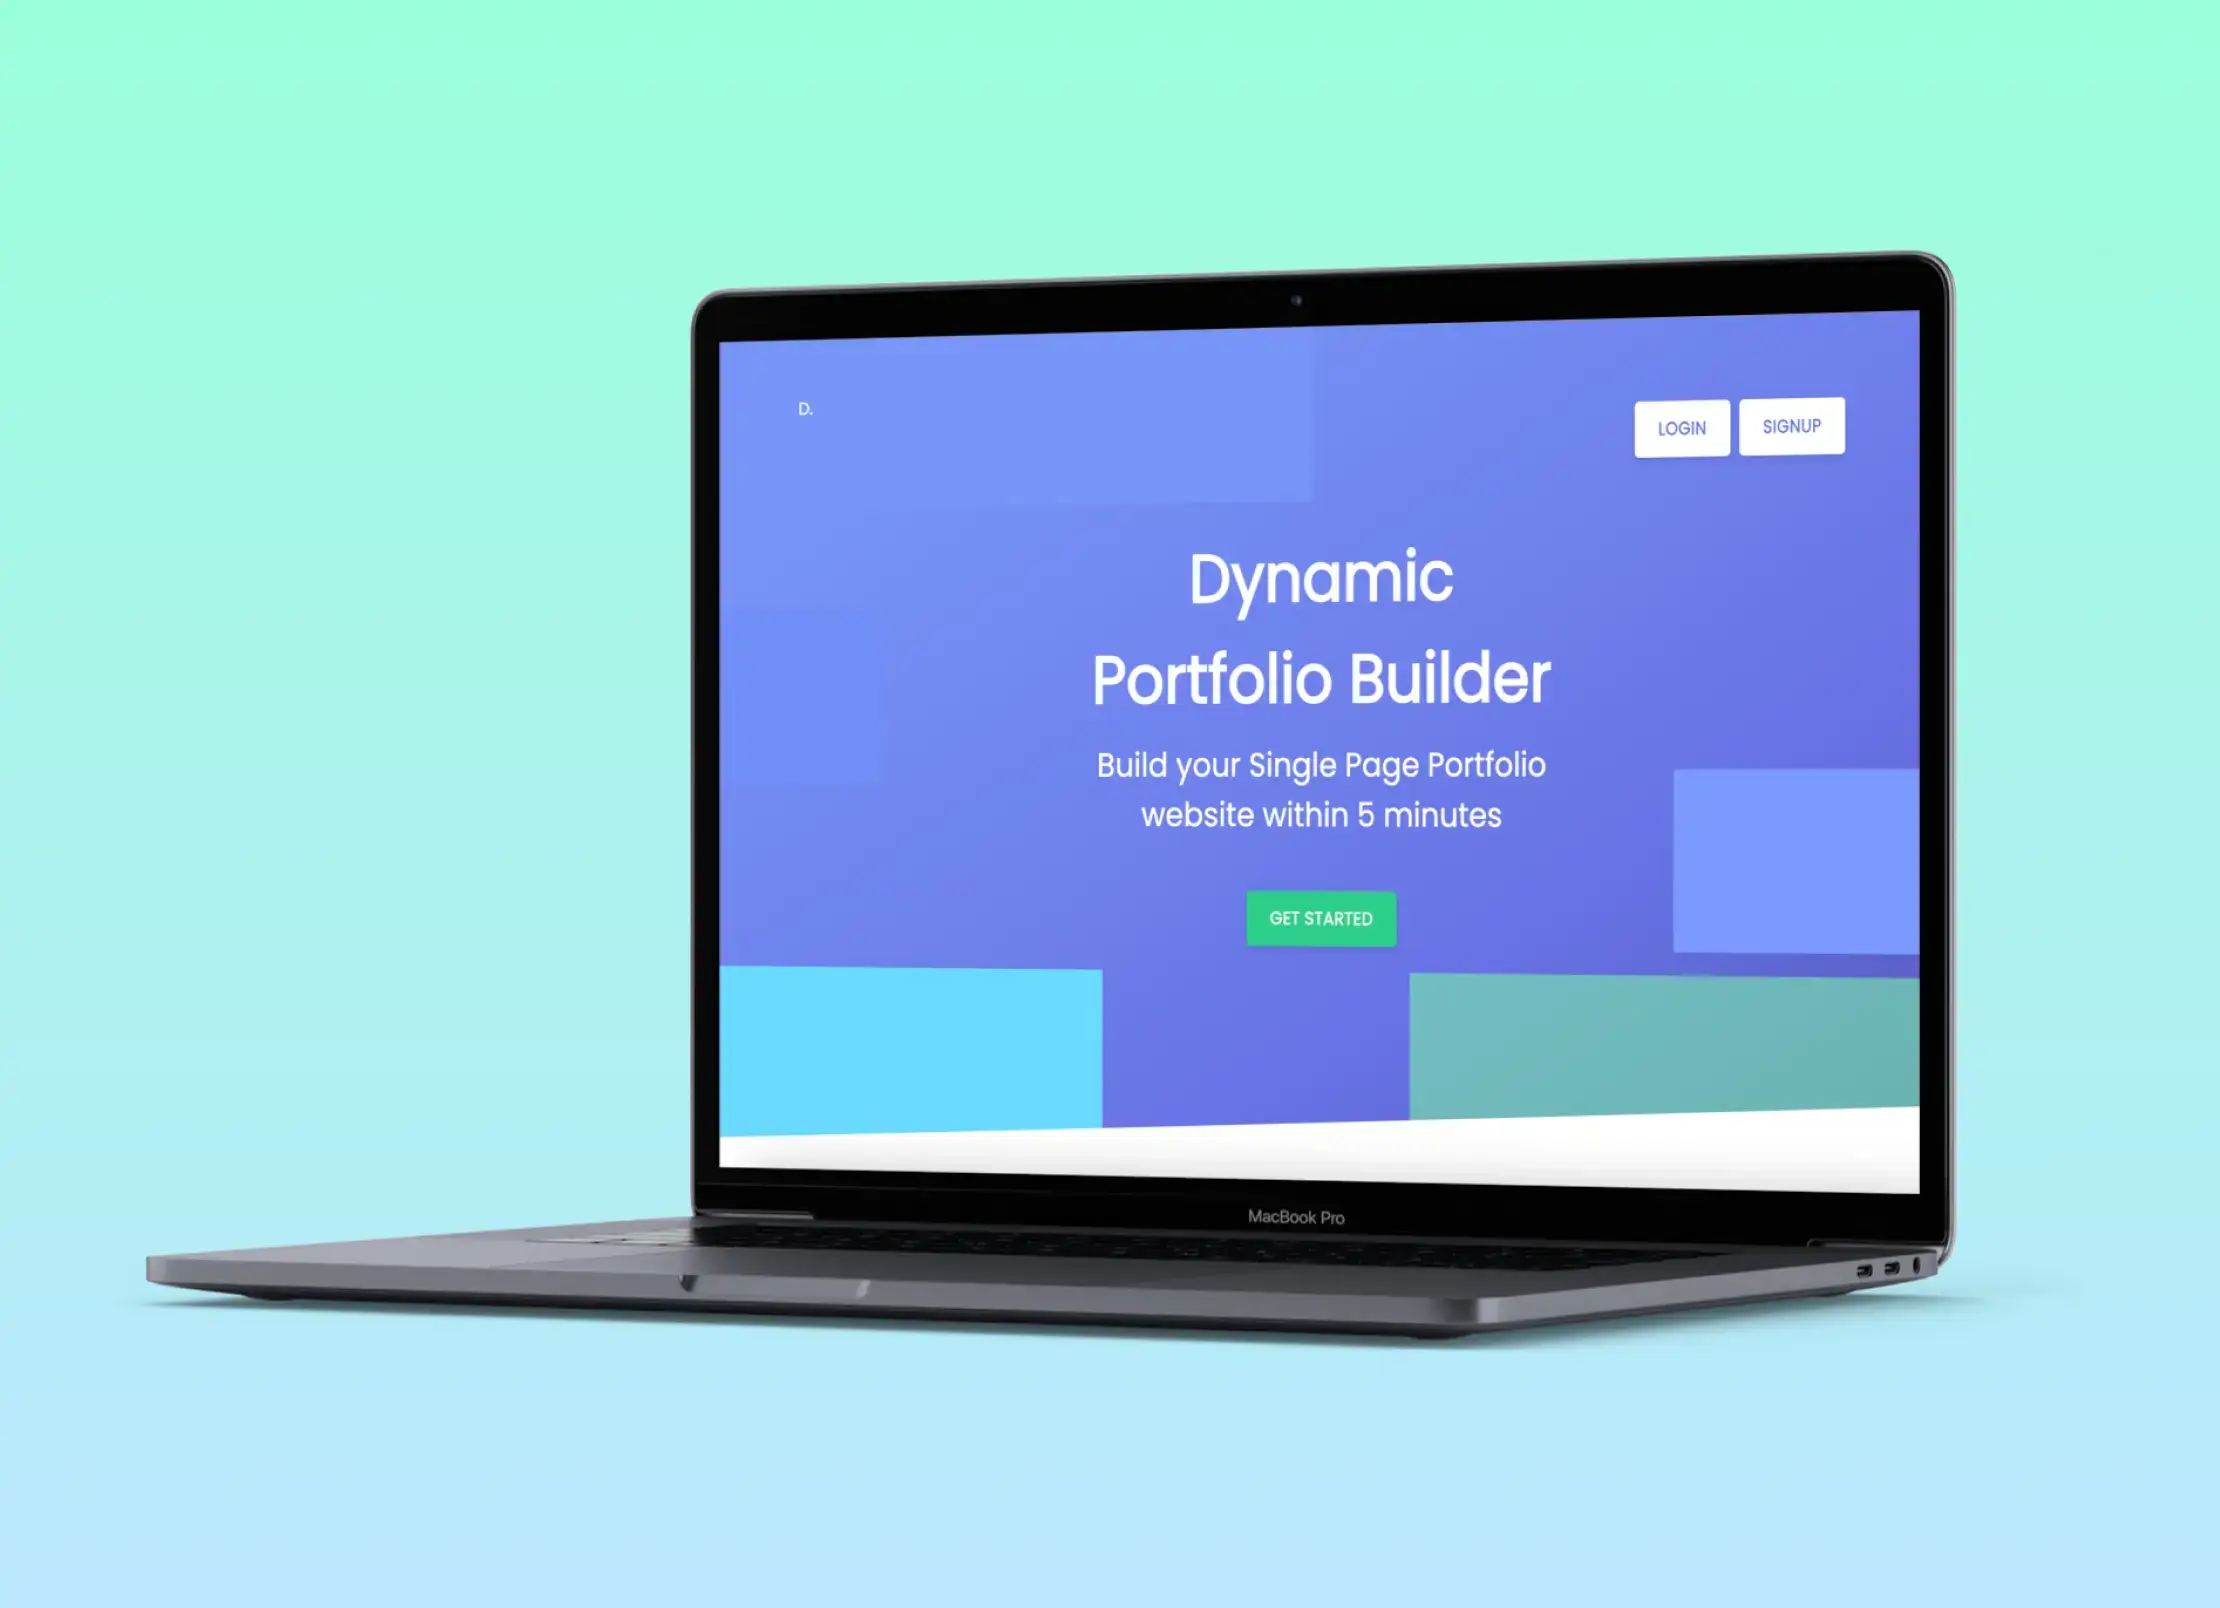 D.
LOGIN
SIGNUP
Dynamic
Portfolio Builder
Build your Single Page Portfolio
website within 5 minutes
GET STARTED
MacBook Pro